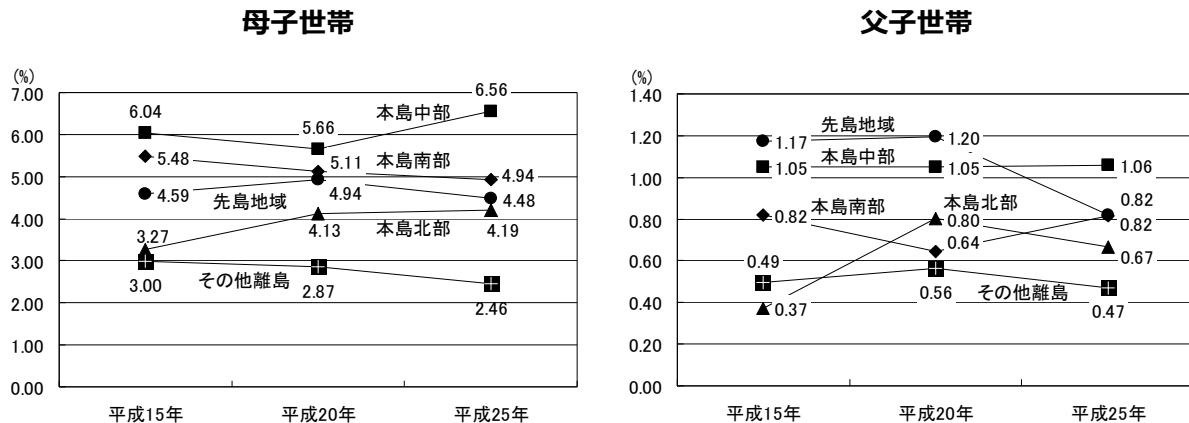 母子世帯
(%)
7.00
6.00
5.00
4.00
3.00
2.00
1.00
0.00
6.04
5.66
6.56
本島中部
5.48
5.11
本島南部
4.94
4.59
先島地域
4.94
4.48
3.27
4.13
本島北部
4.19
3.00
その他離島
2.87
2.46
平成15年
平成20年
平成25年
父子世帯
(%)
1.40
1.20
1.00
0.80
0.60
0.40
0.20
0.00
先島地域
1.17
1.20
本島中部
1.05
1.05
1.06
本島南部
本島北部
0.82
0.82
0.80
0.82
0.64
0.67
0.49
0.37
0.56
その他離島
0.47
平成15年
平成20年
平成25年